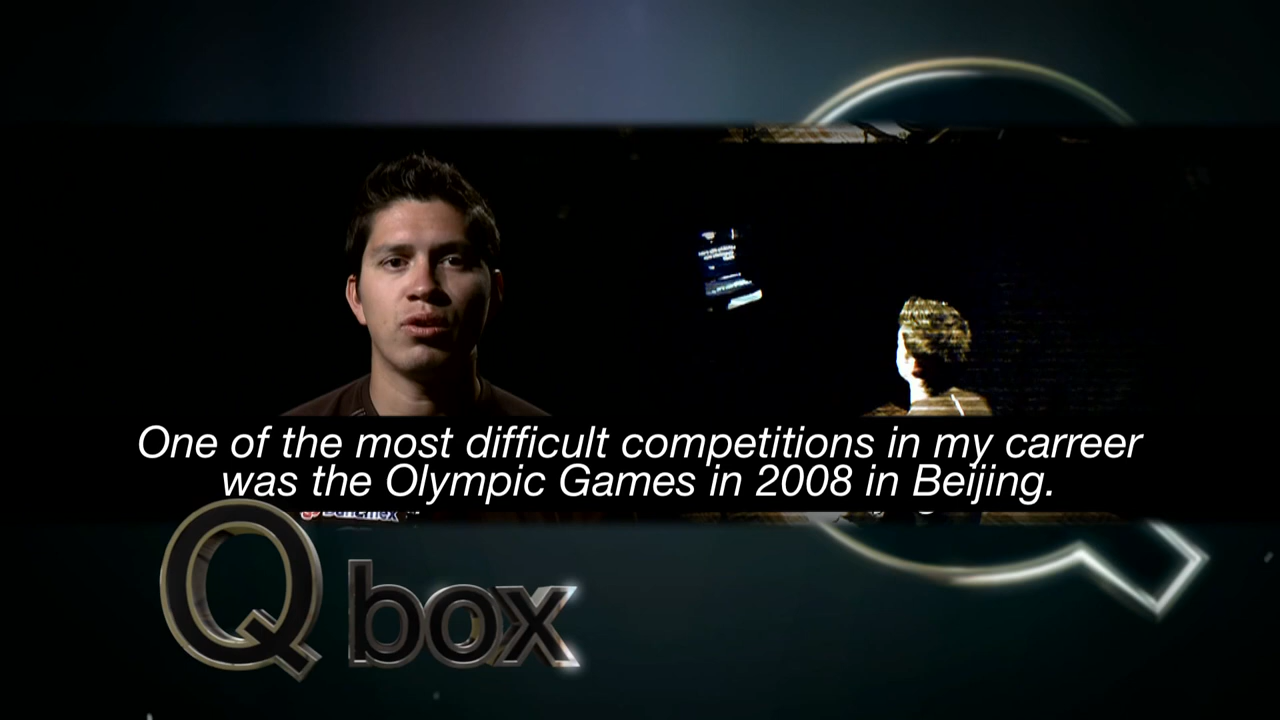 One of the most difficult competitions in my carreer
was the Olympic Games in 2008 in Beijing.
Q box